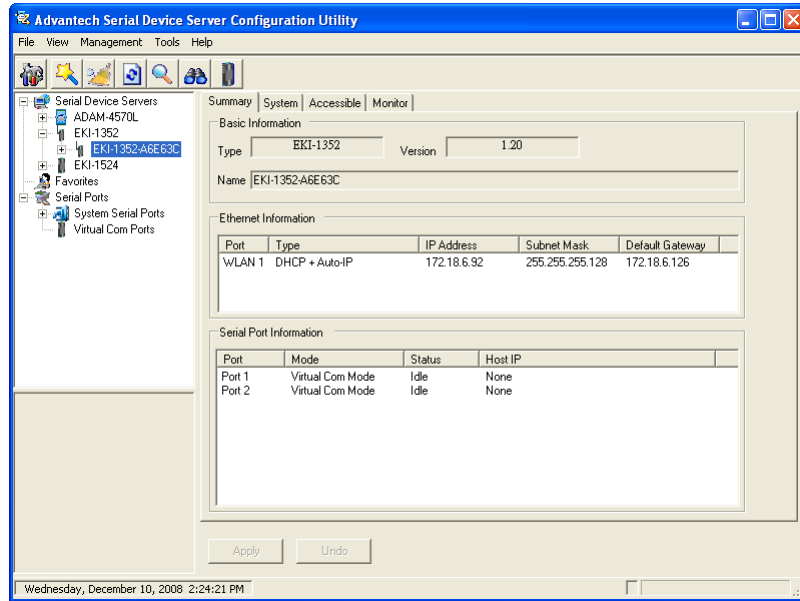 Advantech Serial Device Server Configuration Utility
File View Management Tools Help
Serial Device Servers
ADAM-4570L
EKI-1352
EKI-1352-A6E63C
EKI-1524
Favorites
Serial Ports
System Serial Ports
Virtual Com Ports
Summary System Accessible Monitor
Basic Information
Type EKI-1352 Version 1.20
Name EKI-1352-A6E63C
Ethernet Information
Port Type IP Address Subnet Mask Default Gateway
WLAN 1 DHCP + Auto-IP 172.18.6.92 255.255.255.128 172.18.6.126
Serial Port Information
Port Mode Status Host IP
Port 1 Virtual Com Mode Idle None
Port 2 Virtual Com Mode Idle None
Apply Undo
Wednesday, December 10, 2008 2:24:21 PM